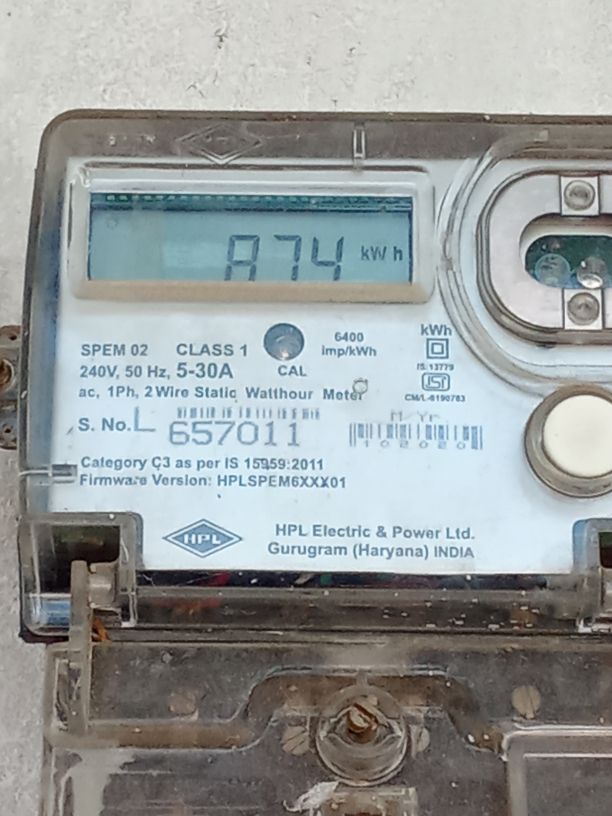 874 kWh
6400
imp/kWh
CAL
kWh
IS:13779
CM/L-6190783
SPEM 02 CLASS 1
240V, 50 Hz, 5-30A
ac, 1Ph, 2 Wire Static Watthour Meter
S. No. L 657011
M/Yr
102020
Category C3 as per IS 15959:2011
Firmware Version: HPLSPEM6XXX01
HPL
HPL Electric & Power Ltd.
Gurugram (Haryana) INDIA